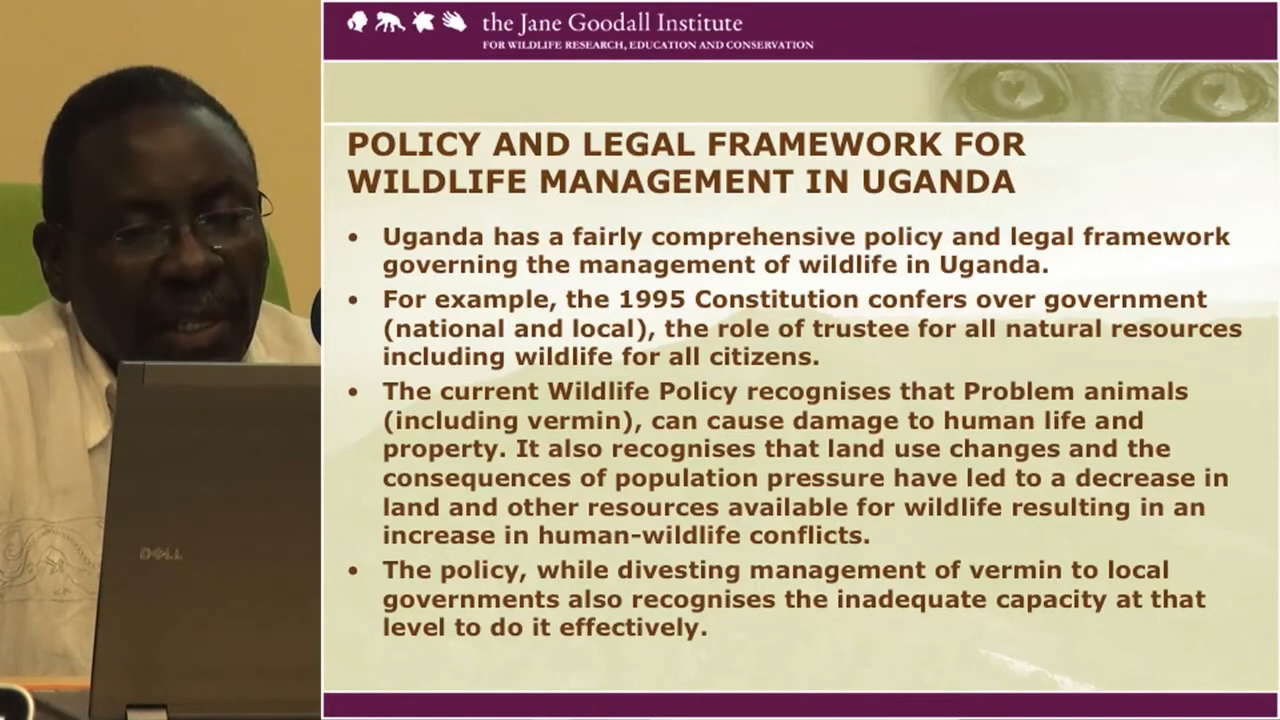 the Jane Goodall Institute
FOR WILDLIFE RESEARCH, EDUCATION AND CONSERVATION
POLICY AND LEGAL FRAMEWORK FOR
WILDLIFE MANAGEMENT IN UGANDA
• Uganda has a fairly comprehensive policy and legal framework
governing the management of wildlife in Uganda.
• For example, the 1995 Constitution confers over government
(national and local), the role of trustee for all natural resources
including wildlife for all citizens.
• The current Wildlife Policy recognises that Problem animals
(including vermin), can cause damage to human life and
property. It also recognises that land use changes and the
consequences of population pressure have led to a decrease in
land and other resources available for wildlife resulting in an
increase in human-wildlife conflicts.
• The policy, while divesting management of vermin to local
governments also recognises the inadequate capacity at that
level to do it effectively.
DELL